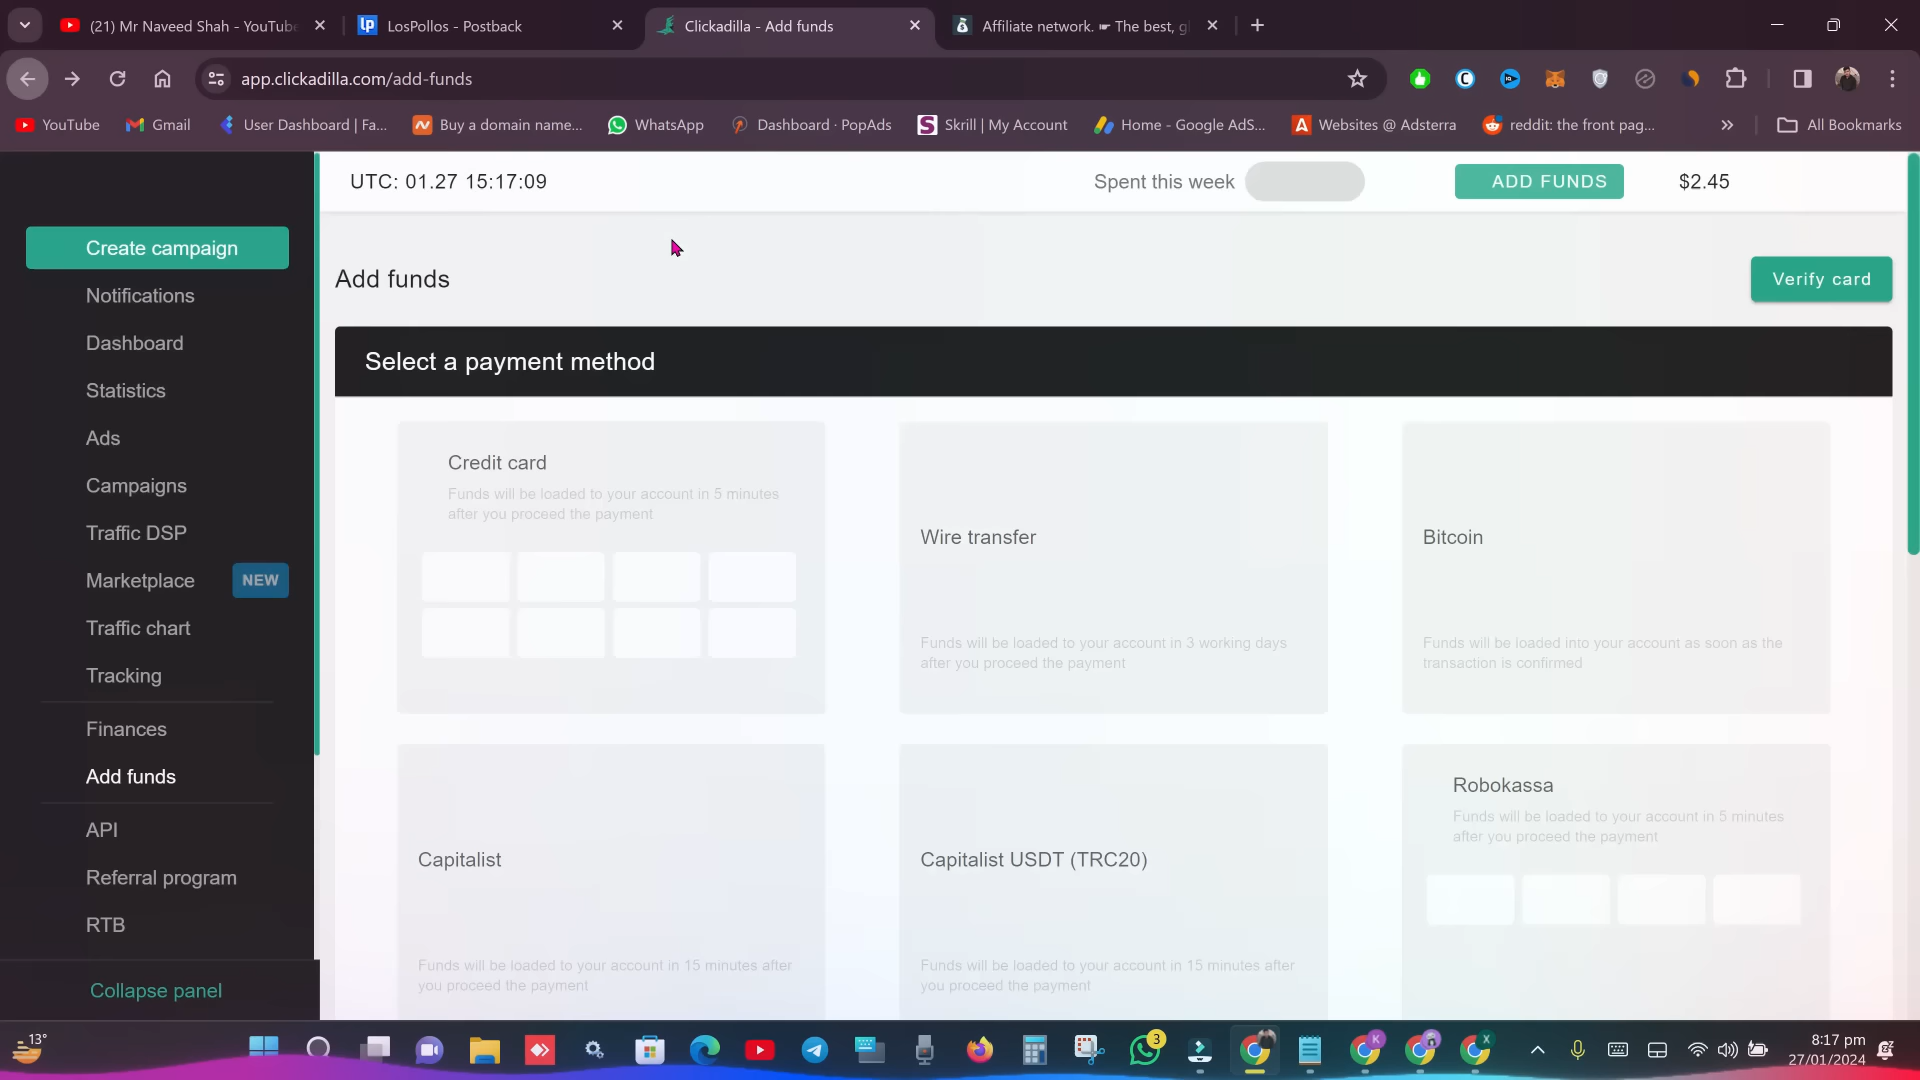 (21) Mr Naveed Shah - YouTube
LosPollos - Postback
Clickadilla - Add funds
Affiliate network. ☛ The best, g
app.clickadilla.com/add-funds
YouTube
Gmail
User Dashboard | Fa...
Buy a domain name...
WhatsApp
Dashboard · PopAds
Skrill | My Account
Home - Google AdS...
Websites @ Adsterra
reddit: the front pag...
All Bookmarks
UTC: 01.27 15:17:09
Spent this week
ADD FUNDS
$2.45
Create campaign
Notifications
Dashboard
Statistics
Ads
Campaigns
Traffic DSP
Marketplace NEW
Traffic chart
Tracking
Finances
Add funds
API
Referral program
RTB
Collapse panel
Add funds
Verify card
Select a payment method
Credit card
Funds will be loaded to your account in 5 minutes
after you proceed the payment
Wire transfer
Funds will be loaded to your account in 3 working days
after you proceed the payment
Bitcoin
Funds will be loaded into your account as soon as the
transaction is confirmed
Capitalist
Funds will be loaded to your account in 15 minutes after
you proceed the payment
Capitalist USDT (TRC20)
Funds will be loaded to your account in 15 minutes after
you proceed the payment
Robokassa
Funds will be loaded to your account in 5 minutes
after you proceed the payment
13°
3
K
X
8:17 pm
27/01/2024